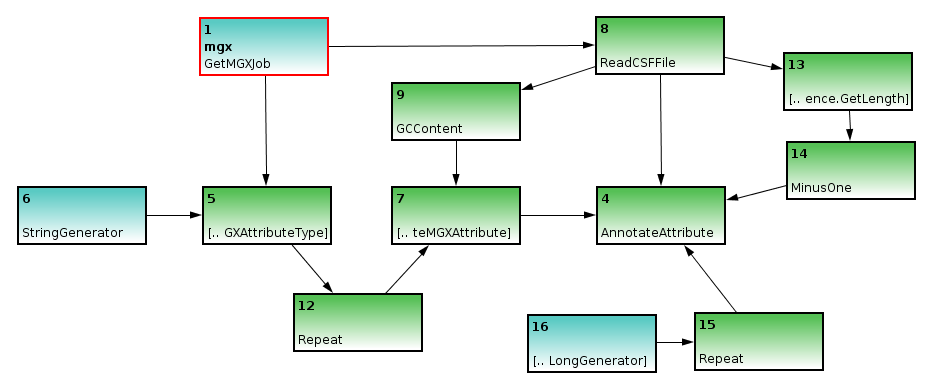 1
mgx
GetMGXJob
8
ReadCSFFile
13
[.. ence.GetLength]
9
GCContent
14
MinusOne
6
StringGenerator
5
[.. GXAttributeType]
7
[.. teMGXAttribute]
4
AnnotateAttribute
12
Repeat
16
[.. LongGenerator]
15
Repeat